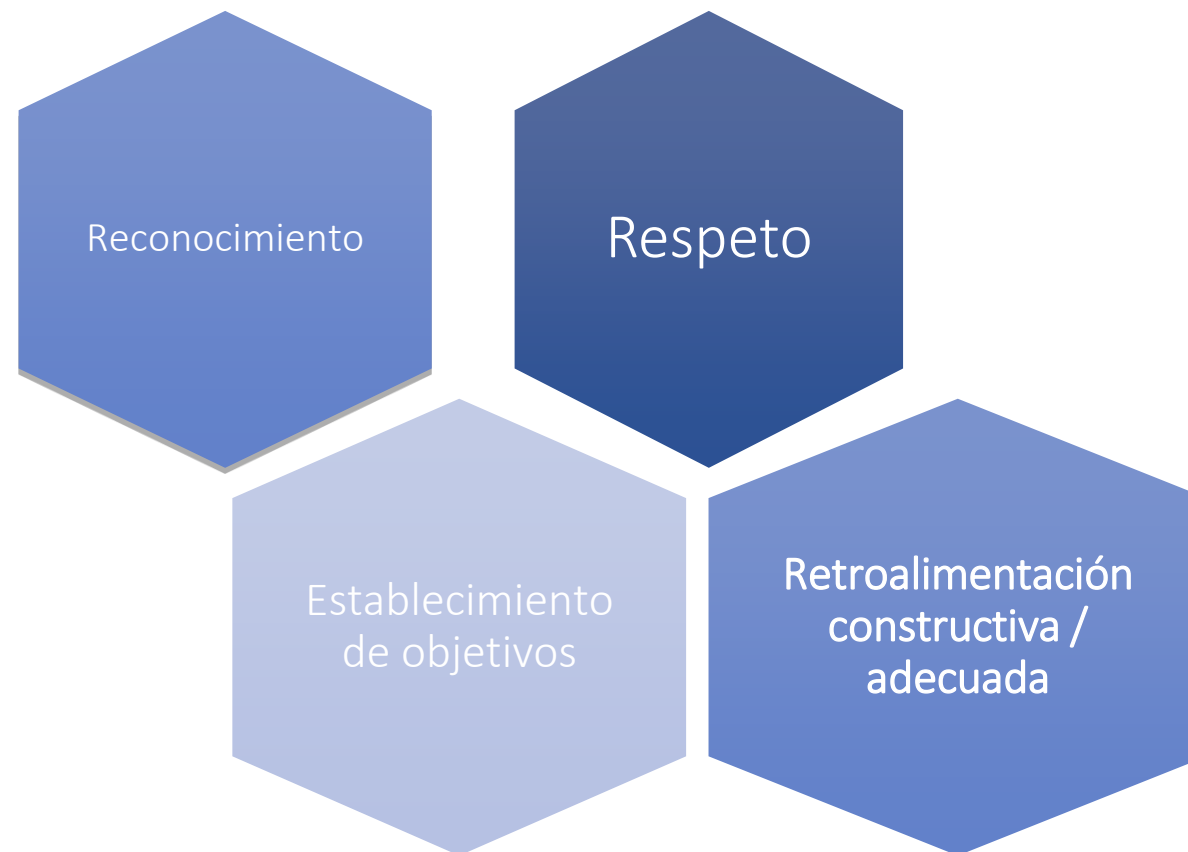 Reconocimiento
Respeto
Establecimiento
de objetivos
Retroalimentación
constructiva /
adecuada